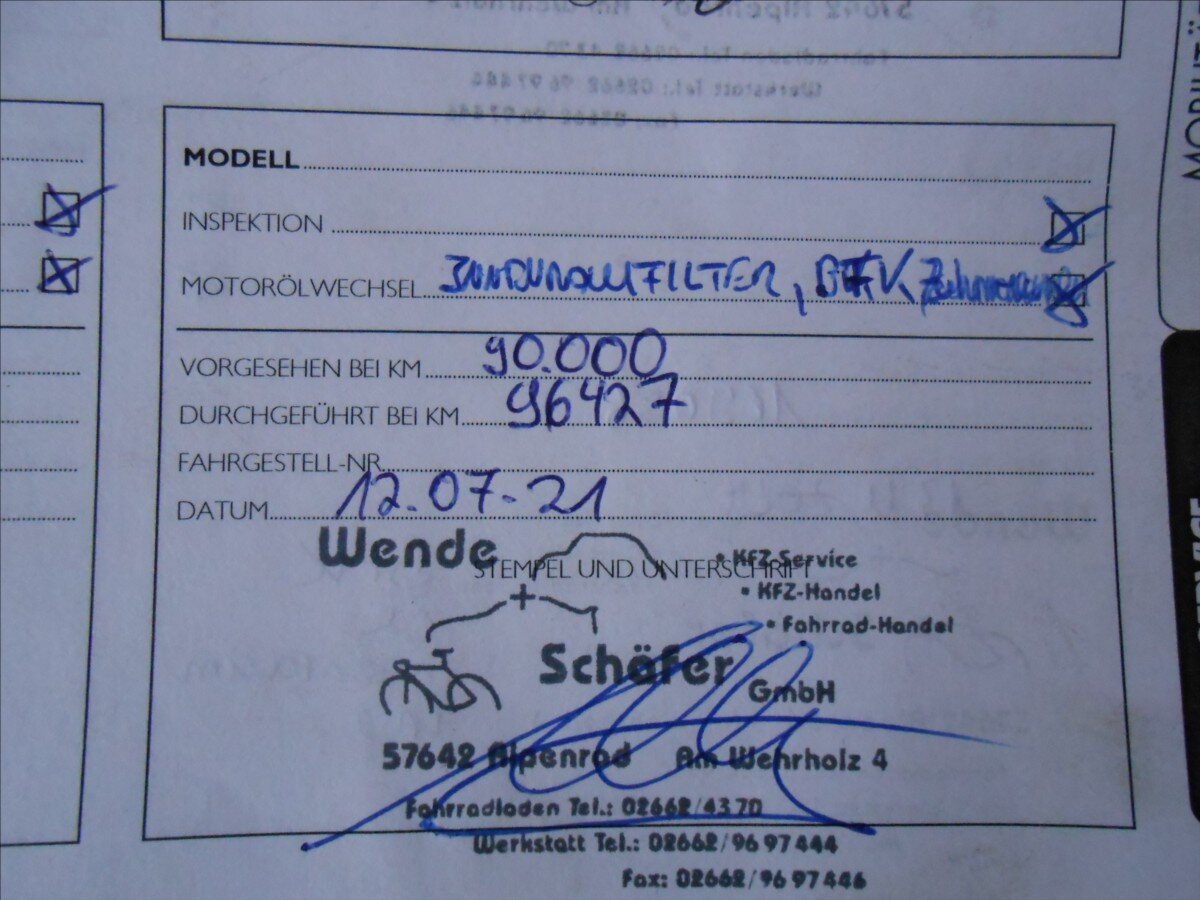 MODELL
INSPEKTION
MOTORÖLWECHSEL INNENRAUMFILTER, BFK
VORGESEHEN BEI KM 90.000
DURCHGEFÜHRT BEI KM 96427
FAHRGESTELL-NR.
DATUM 12.07-21
STEMPEL UND UNTERSCHRIFT
Wende
+
Schäfer
GmbH
• KFZ-Service
• KFZ-Handel
• Fahrrad-Handel
57642 Alpenrod Am Wehrholz 4
Fahrradladen Tel.: 02662/4370
Werkstatt Tel.: 02662/96 97 444
Fax: 02662/96 97 446